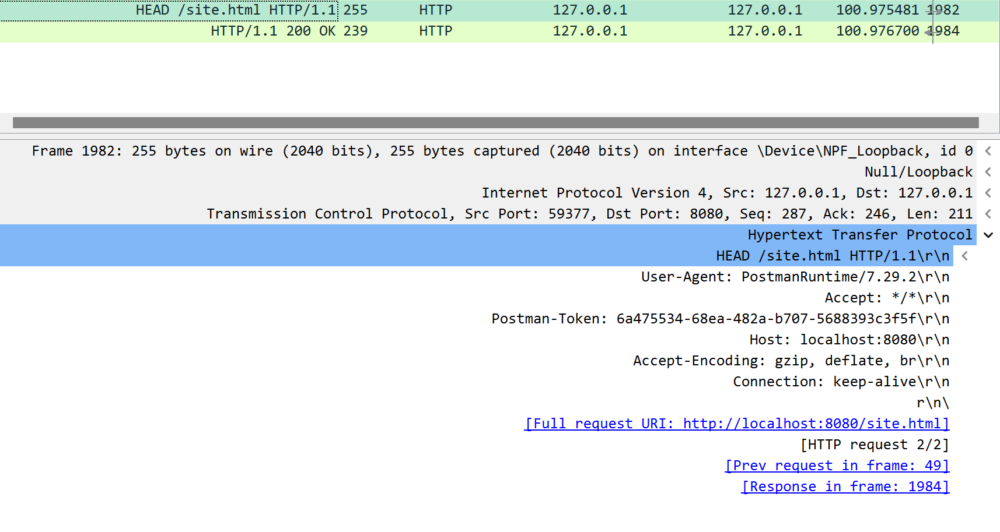 HEAD /site.html HTTP/1.1 255 HTTP 127.0.0.1 127.0.0.1 100.975481 1982
HTTP/1.1 200 OK 239 HTTP 127.0.0.1 127.0.0.1 100.976700 1984
Frame 1982: 255 bytes on wire (2040 bits), 255 bytes captured (2040 bits) on interface \Device\NPF_Loopback, id 0
Null/Loopback
Internet Protocol Version 4, Src: 127.0.0.1, Dst: 127.0.0.1
Transmission Control Protocol, Src Port: 59377, Dst Port: 8080, Seq: 287, Ack: 246, Len: 211
Hypertext Transfer Protocol
HEAD /site.html HTTP/1.1\r\n
User-Agent: PostmanRuntime/7.29.2\r\n
Accept: */*\r\n
Postman-Token: 6a475534-68ea-482a-b707-5688393c3f5f\r\n
Host: localhost:8080\r\n
Accept-Encoding: gzip, deflate, br\r\n
Connection: keep-alive\r\n
r\n\
[Full request URI: http://localhost:8080/site.html]
[HTTP request 2/2]
[Prev request in frame: 49]
[Response in frame: 1984]